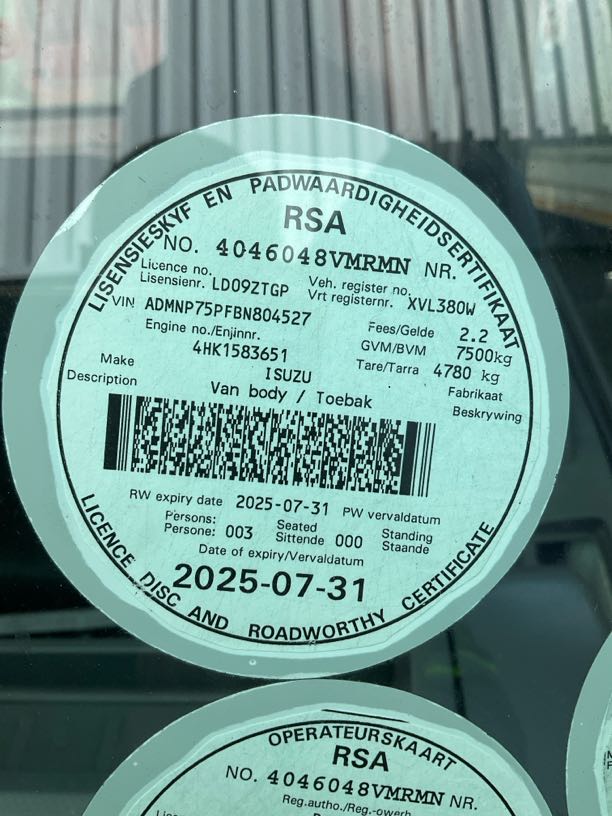 LISENSIESKYF EN PADWAARDIGHEIDSERTIFIKAAT
RSA
NO. 4046048VMRMN NR.
Licence no. Veh. register no.
Lisensienr. LD09ZTGP Vrt registernr. XVL380W
VIN ADMNP75PFBN804527 Fees/Gelde 2.2
Engine no./Enjinnr. GVM/BVM 7500kg
4HK1583651 Tare/Tarra 4780 kg
Make ISUZU Fabrikaat
Description Van body / Toebak Beskrywing
RW expiry date 2025-07-31 PW vervaldatum
Persons: Seated Standing
Persone: 003 Sittende 000 Staande
Date of expiry/Vervaldatum
2025-07-31
LICENCE DISC AND ROADWORTHY CERTIFICATE
OPERATEURSKAART
RSA
NO. 4046048VMRMN NR.
Reg.autho./Reg.-owerh